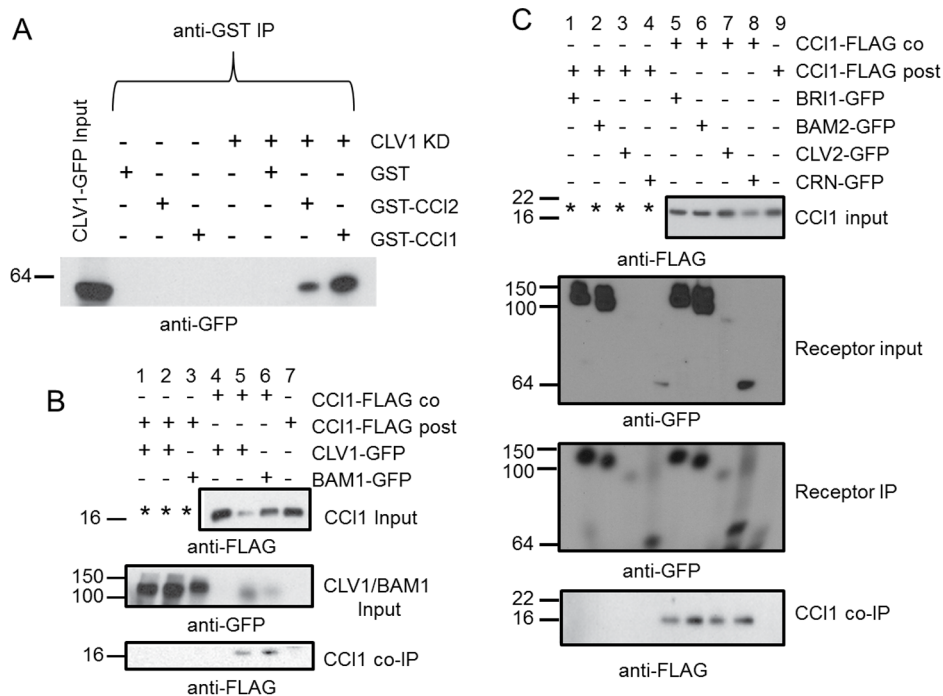 A
anti-GST IP
CLV1-GFP Input
- - - + + + + CLV1 KD
+ - - - + - - GST
- + - - - + - GST-CCI2
- - + - - - + GST-CCI1
64
anti-GFP
B
1 2 3 4 5 6 7
- - - + + + - CCI1-FLAG co
+ + + - - - + CCI1-FLAG post
+ + - + + - - CLV1-GFP
- - + - - + - BAM1-GFP
16 * * * CCI1 Input
anti-FLAG
150
100
CLV1/BAM1
Input
anti-GFP
16 CCI1 co-IP
anti-FLAG
C
1 2 3 4 5 6 7 8 9
- - - - + + + + - CCI1-FLAG co
+ + + + - - - - + CCI1-FLAG post
+ - - - + - - - - BRI1-GFP
- + - - - + - - - BAM2-GFP
- - + - - - + - - CLV2-GFP
- - - + - - - + - CRN-GFP
22
16 * * * * CCI1 input
anti-FLAG
150
100
Receptor input
64
anti-GFP
150
100
Receptor IP
64
anti-GFP
22
16
CCI1 co-IP
anti-FLAG